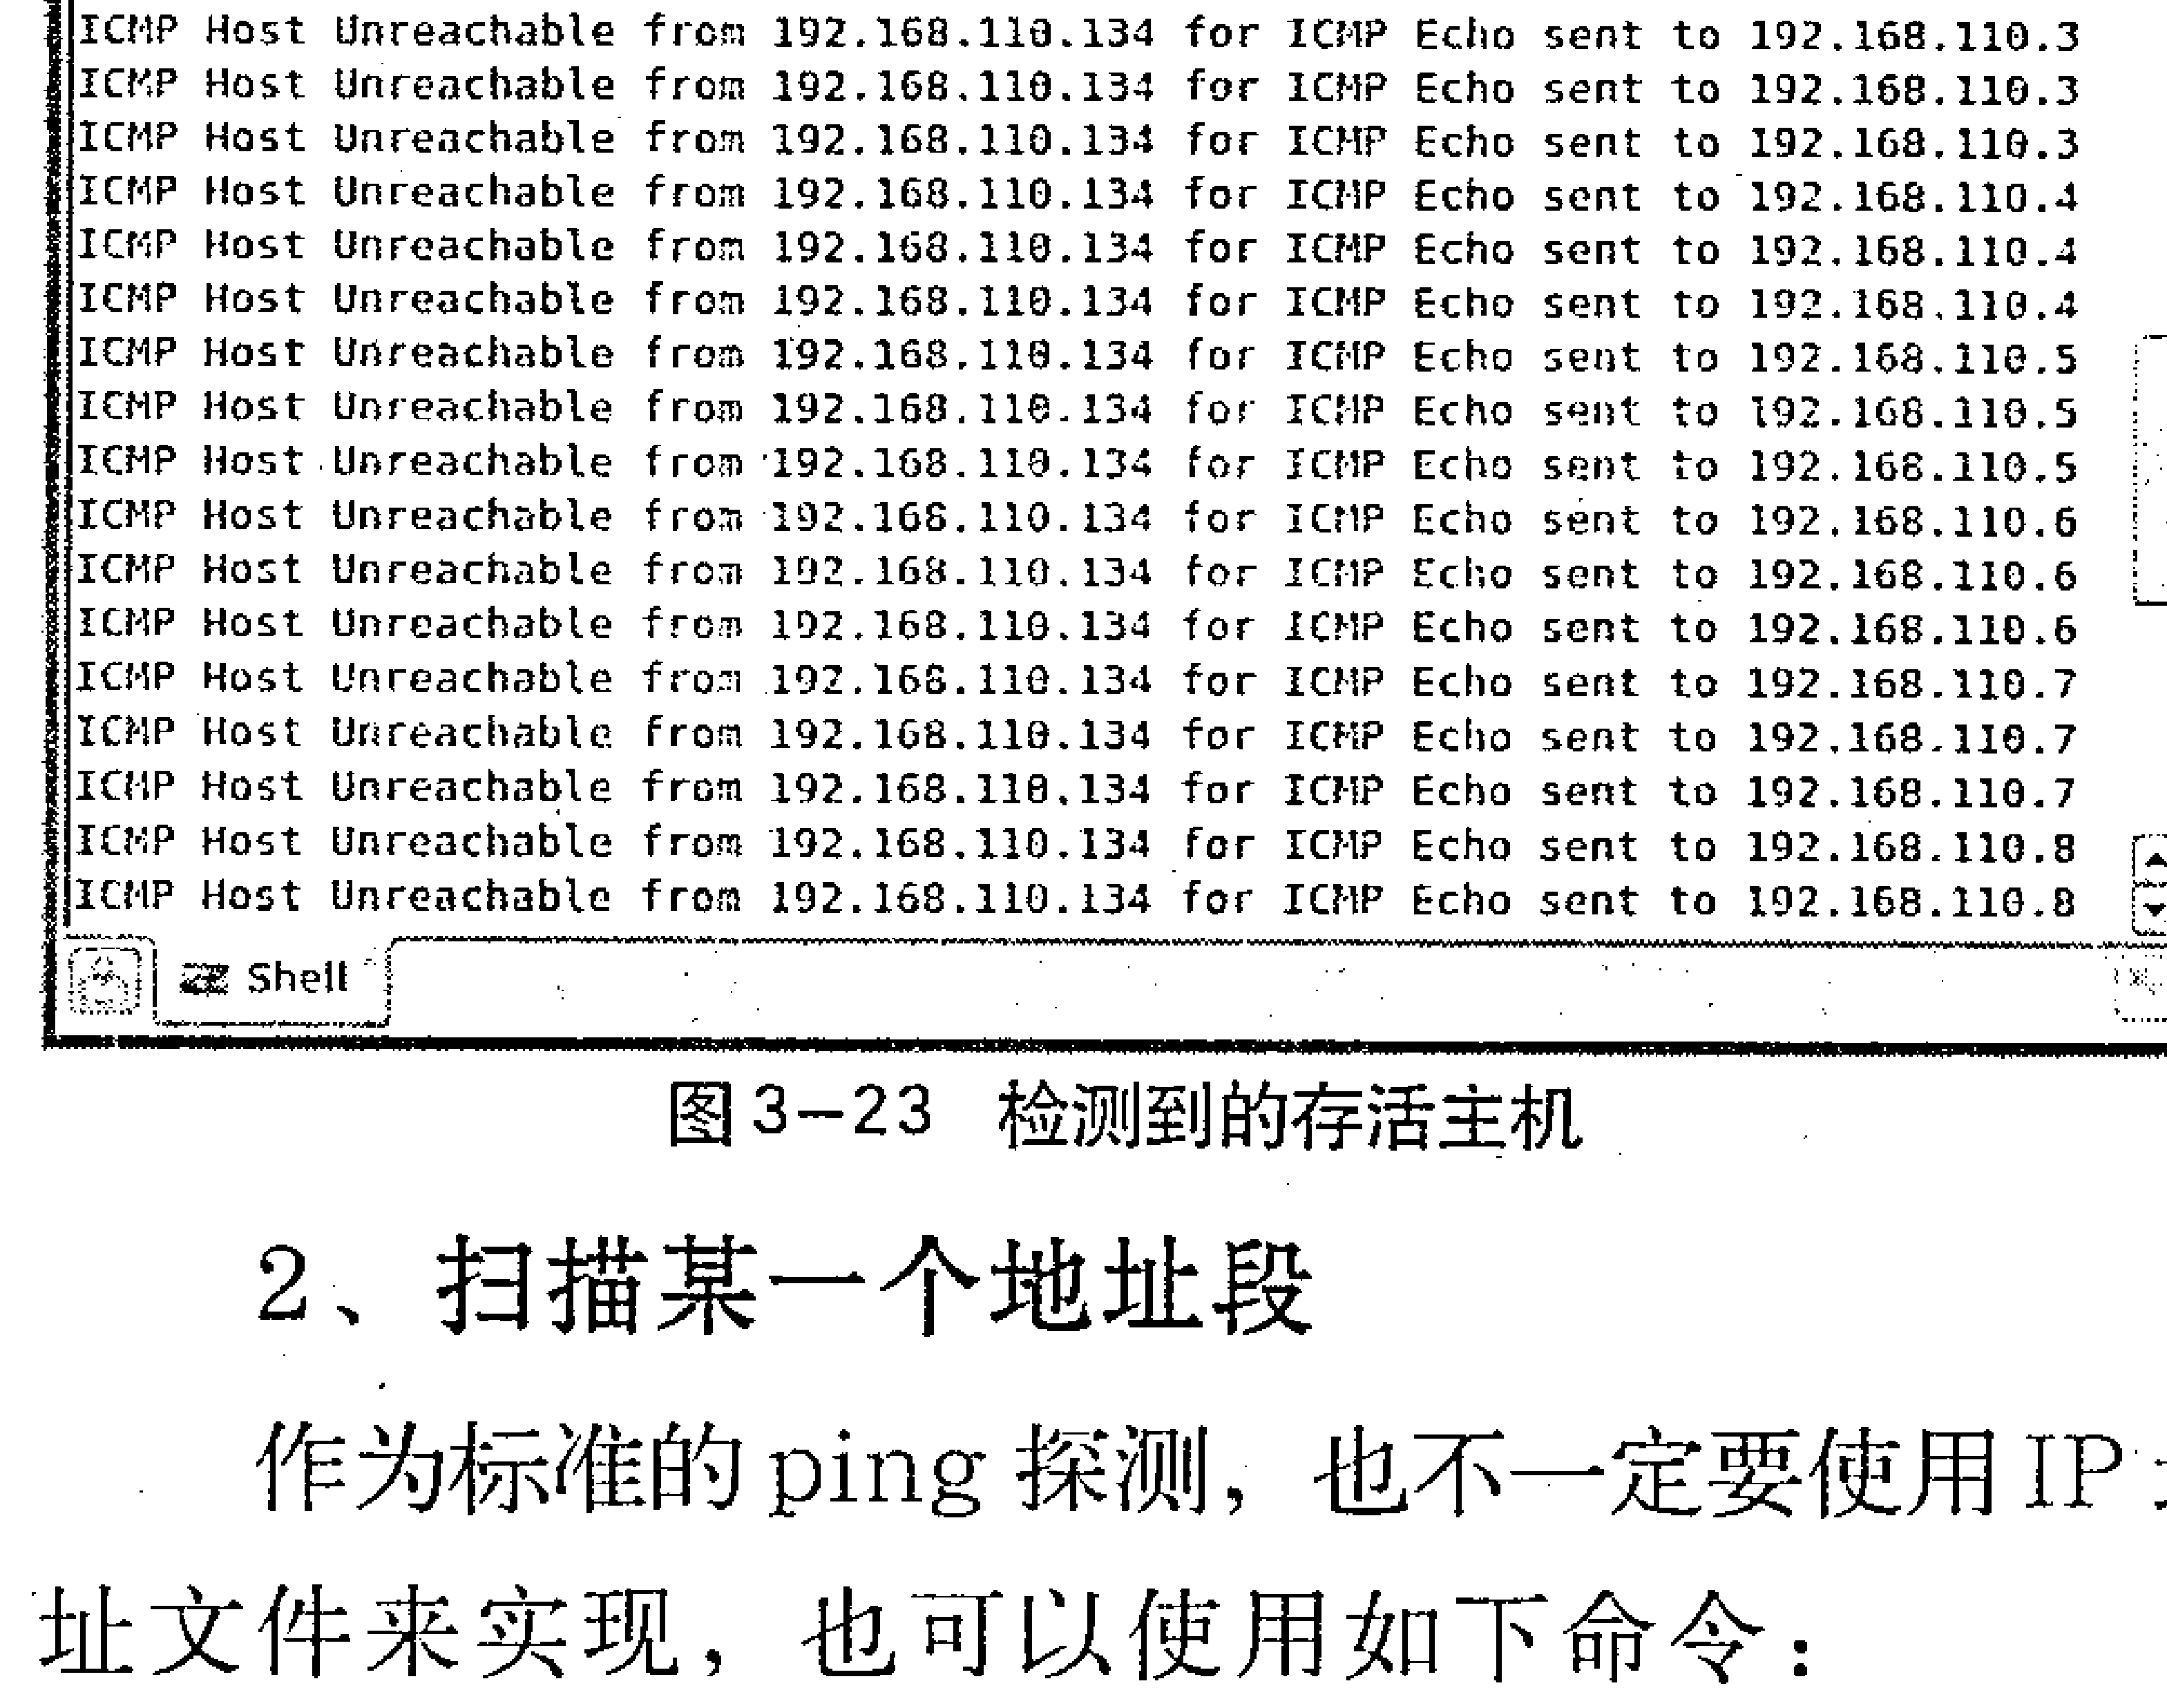 ICMP Host Unreachable from 192.168.110.134 for ICMP Echo sent to 192.168.110.3
ICMP Host Unreachable from 192.168.110.134 for ICMP Echo sent to 192.168.110.3
ICMP Host Unreachable from 192.168.110.134 for ICMP Echo sent to 192.168.110.3
ICMP Host Unreachable from 192.168.110.134 for ICMP Echo sent to 192.168.110.4
ICMP Host Unreachable from 192.168.110.134 for ICMP Echo sent to 192.168.110.4
ICMP Host Unreachable from 192.168.110.134 for ICMP Echo sent to 192.168.110.4
ICMP Host Unreachable from 192.168.110.134 for ICMP Echo sent to 192.168.110.5
ICMP Host Unreachable from 192.168.110.134 for ICMP Echo sent to 192.168.110.5
ICMP Host Unreachable from 192.168.110.134 for ICMP Echo sent to 192.168.110.5
ICMP Host Unreachable from 192.168.110.134 for ICMP Echo sent to 192.168.110.6
ICMP Host Unreachable from 192.168.110.134 for ICMP Echo sent to 192.168.110.6
ICMP Host Unreachable from 192.168.110.134 for ICMP Echo sent to 192.168.110.6
ICMP Host Unreachable from 192.168.110.134 for ICMP Echo sent to 192.168.110.7
ICMP Host Unreachable from 192.168.110.134 for ICMP Echo sent to 192.168.110.7
ICMP Host Unreachable from 192.168.110.134 for ICMP Echo sent to 192.168.110.7
ICMP Host Unreachable from 192.168.110.134 for ICMP Echo sent to 192.168.110.8
ICMP Host Unreachable from 192.168.110.134 for ICMP Echo sent to 192.168.110.8
Shell
图3-23 检测到的存活主机
2、扫描某一个地址段
作为标准的ping探测，也不一定要使用IP
址文件来实现，也可以使用如下命令：